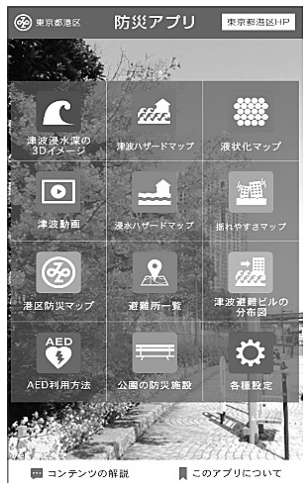 東京都港区
防災アプリ
東京都港区HP
津波浸水深の
3Dイメージ
津波ハザードマップ
液状化マップ
津波動画
浸水ハザードマップ
揺れやすさマップ
港区防災マップ
避難所一覧
津波避難ビルの
分布図
AED
AED利用方法
公園の防災施設
各種設定
コンテンツの解説
このアプリについて